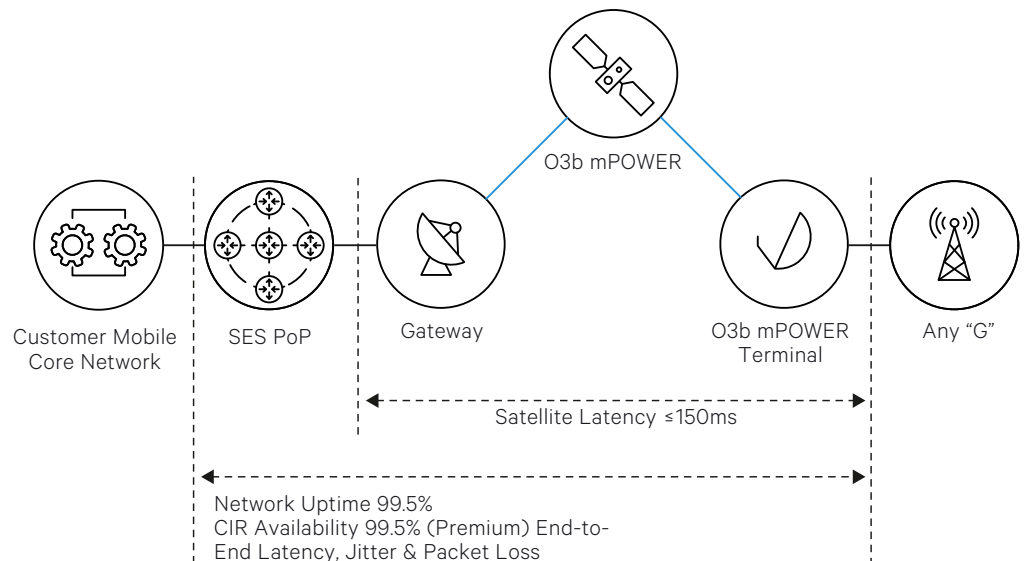 O3b mPOWER
Customer Mobile
Core Network
SES PoP
Gateway
O3b mPOWER
Terminal
Any “G”
Satellite Latency ≤150ms
Network Uptime 99.5%
CIR Availability 99.5% (Premium) End-to-
End Latency, Jitter & Packet Loss